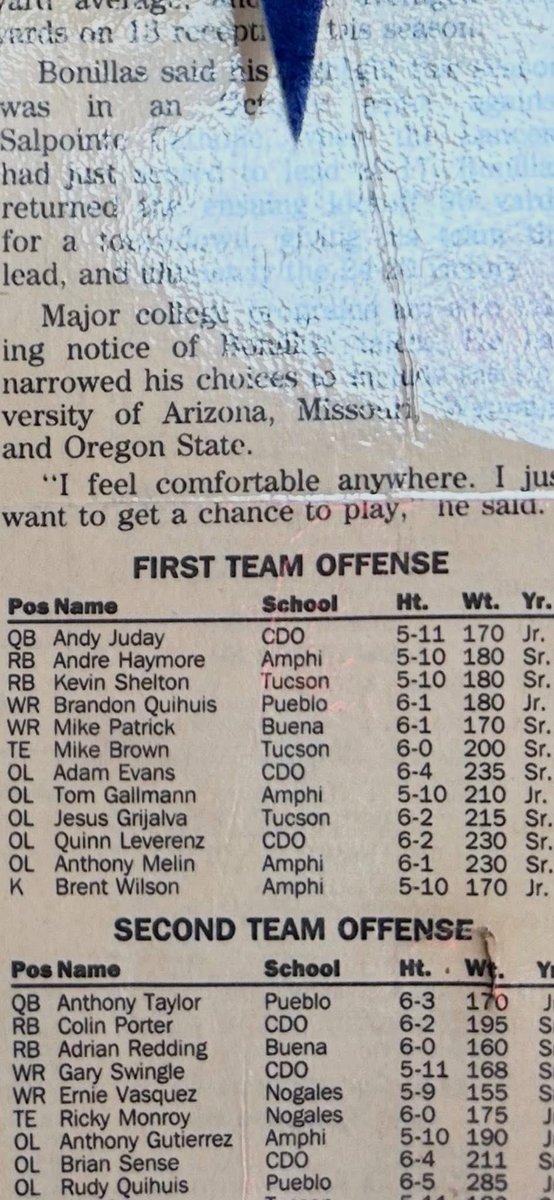 yard average.
yards on 13 this season.
Bonillas said his
was in an
Salpointe
had just to lead
returned the ensuing
for a
lead, and
Major college
ing notice of
narrowed his choices to
versity of Arizona, Missouri,
and Oregon State.
"I feel comfortable anywhere. I jus
want to get a chance to play," he said.
FIRST TEAM OFFENSE
Pos Name School Ht. Wt. Yr.
QB Andy Juday CDO 5-11 170 Jr.
RB Andre Haymore Amphi 5-10 180 Sr.
RB Kevin Shelton Tucson 5-10 180 Sr.
WR Brandon Quihuis Pueblo 6-1 180 Jr.
WR Mike Patrick Buena 6-1 170 Sr.
TE Mike Brown Tucson 6-0 200 Sr.
OL Adam Evans CDO 6-4 235 Sr.
OL Tom Gallmann Amphi 5-10 210 Jr.
OL Jesus Grijalva Tucson 6-2 215 Sr.
OL Quinn Leverenz CDO 6-2 230 Sr.
OL Anthony Melin Amphi 6-1 230 Sr.
K Brent Wilson Amphi 5-10 170 Jr.
SECOND TEAM OFFENSE
Pos Name School Ht. Wt. Yr
QB Anthony Taylor Pueblo 6-3 170 J
RB Colin Porter CDO 6-2 195 S
RB Adrian Redding Buena 6-0 160 S
WR Gary Swingle CDO 5-11 168 S
WR Ernie Vasquez Nogales 5-9 155 S
TE Ricky Monroy Nogales 6-0 175 J
OL Anthony Gutierrez Amphi 5-10 190 J
OL Brian Sense CDO 6-4 211 S
OL Rudy Quihuis Pueblo 6-5 285 J